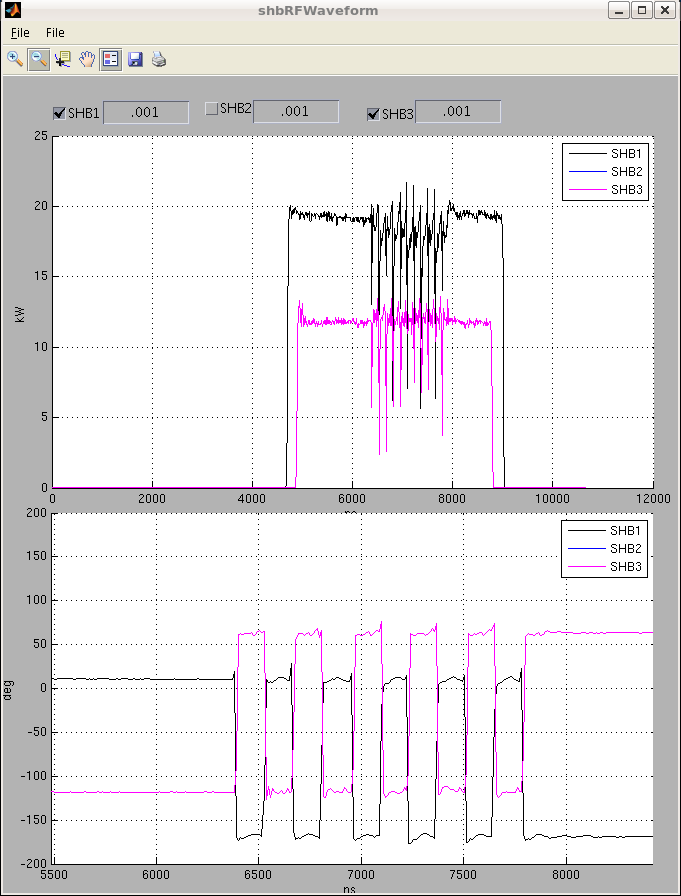 shbRFWaveform
File File
SHB1 .001 SHB2 .001 SHB3 .001
25
20
15
10
5
0
kW
SHB1
SHB2
SHB3
0 2000 4000 6000 8000 10000 12000
200
150
100
50
0
-50
-100
-150
-200
deg
SHB1
SHB2
SHB3
5500 6000 6500 7000 7500 8000
ns